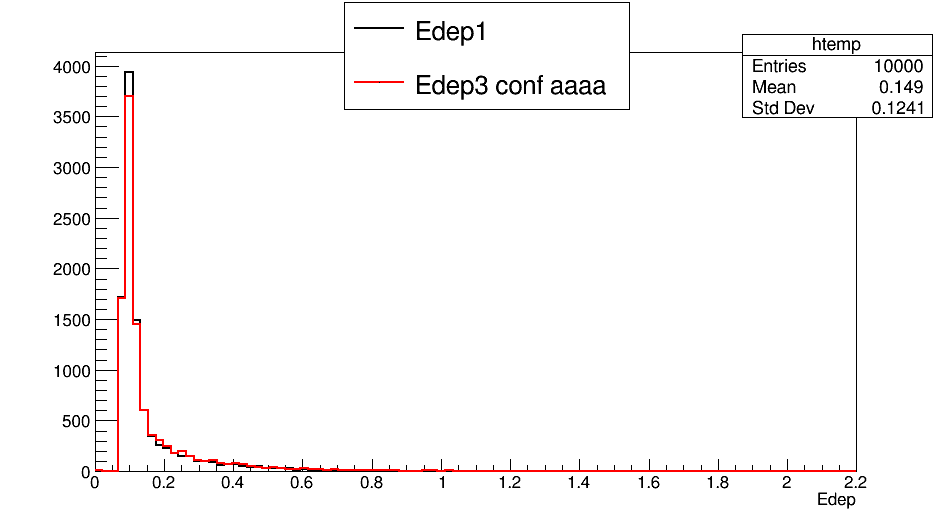 Edep1
Edep3 conf aaaa
htemp
Entries 10000
Mean 0.149
Std Dev 0.1241
4000
3500
3000
2500
2000
1500
1000
500
0
0 0.2 0.4 0.6 0.8 1 1.2 1.4 1.6 1.8 2 2.2
Edep